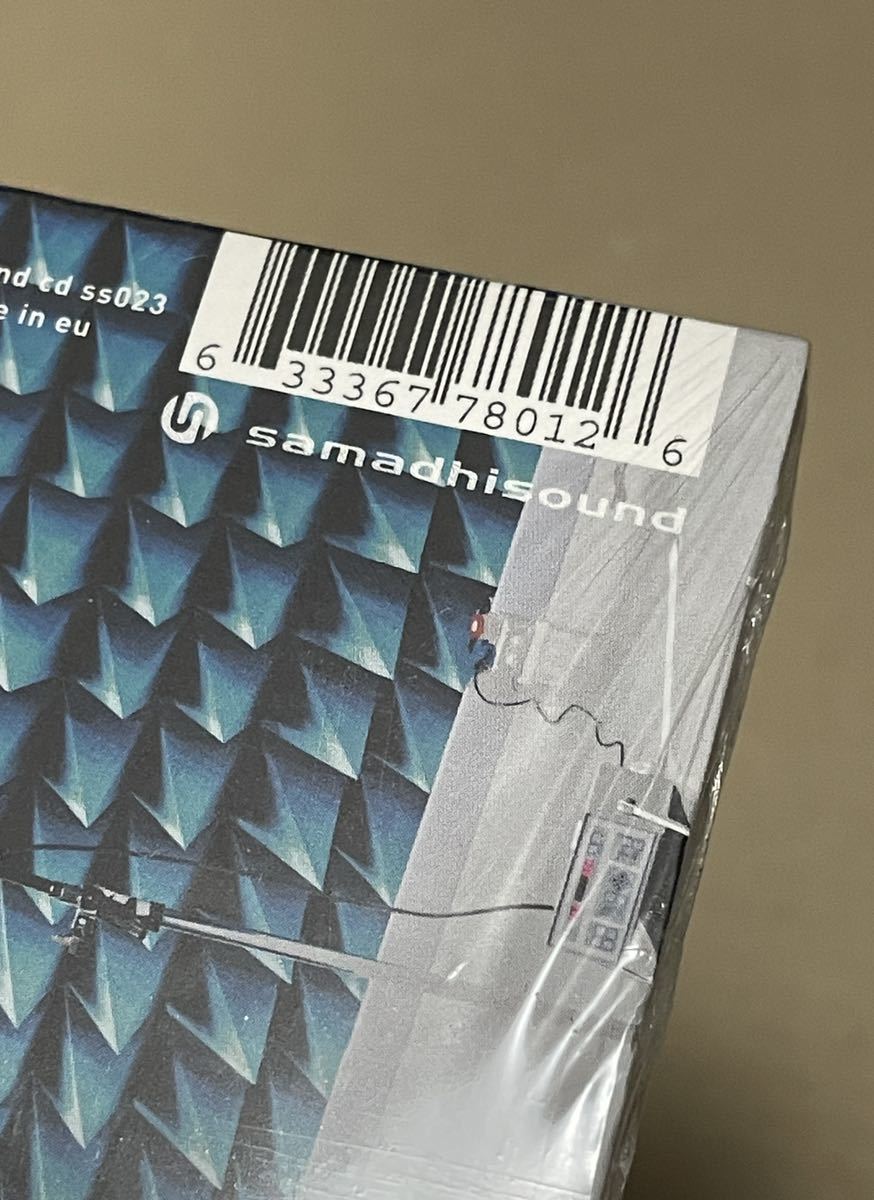 nd cd ss023
e in eu
6 33367 78012 6
samadhisound